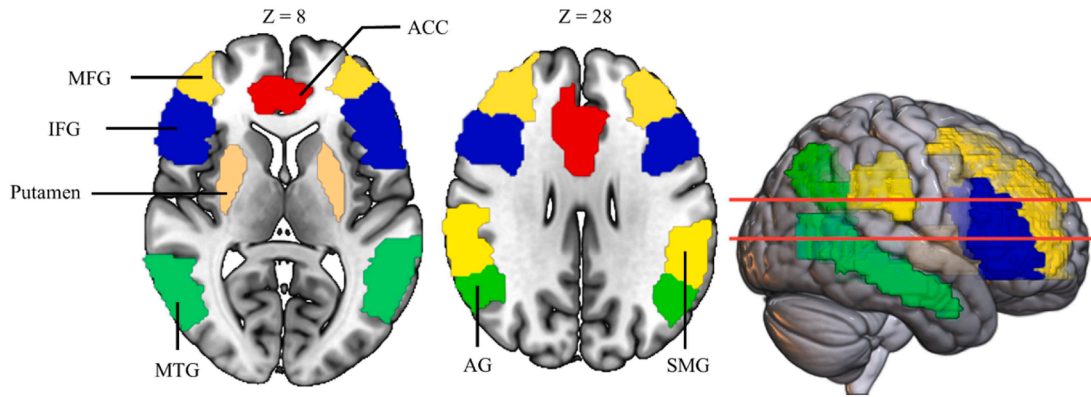 Z = 8
Z = 28
ACC
MFG
IFG
Putamen
MTG
AG
SMG